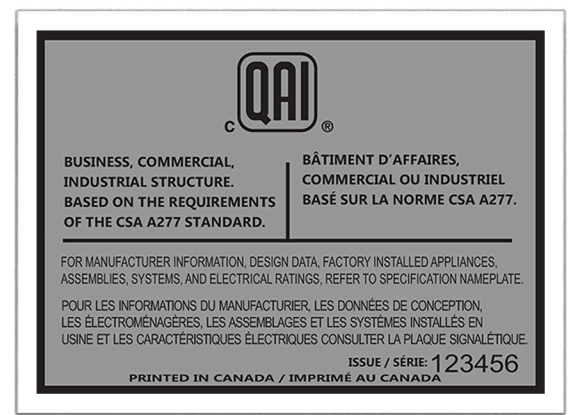 QAI
C ®
BUSINESS, COMMERCIAL,
INDUSTRIAL STRUCTURE.
BASED ON THE REQUIREMENTS
OF THE CSA A277 STANDARD.
BÂTIMENT D'AFFAIRES,
COMMERCIAL OU INDUSTRIEL
BASÉ SUR LA NORME CSA A277.
FOR MANUFACTURER INFORMATION, DESIGN DATA, FACTORY INSTALLED APPLIANCES,
ASSEMBLIES, SYSTEMS, AND ELECTRICAL RATINGS, REFER TO SPECIFICATION NAMEPLATE.
POUR LES INFORMATIONS DU MANUFACTURIER, LES DONNÉES DE CONCEPTION,
LES ÉLECTROMÉNAGÈRES, LES ASSEMBLAGES ET LES SYSTÈMES INSTALLÉS EN
USINE ET LES CARACTÉRISTIQUES ÉLECTRIQUES CONSULTER LA PLAQUE SIGNALÉTIQUE.
ISSUE / SÉRIE: 123456
PRINTED IN CANADA / IMPRIMÉ AU CANADA